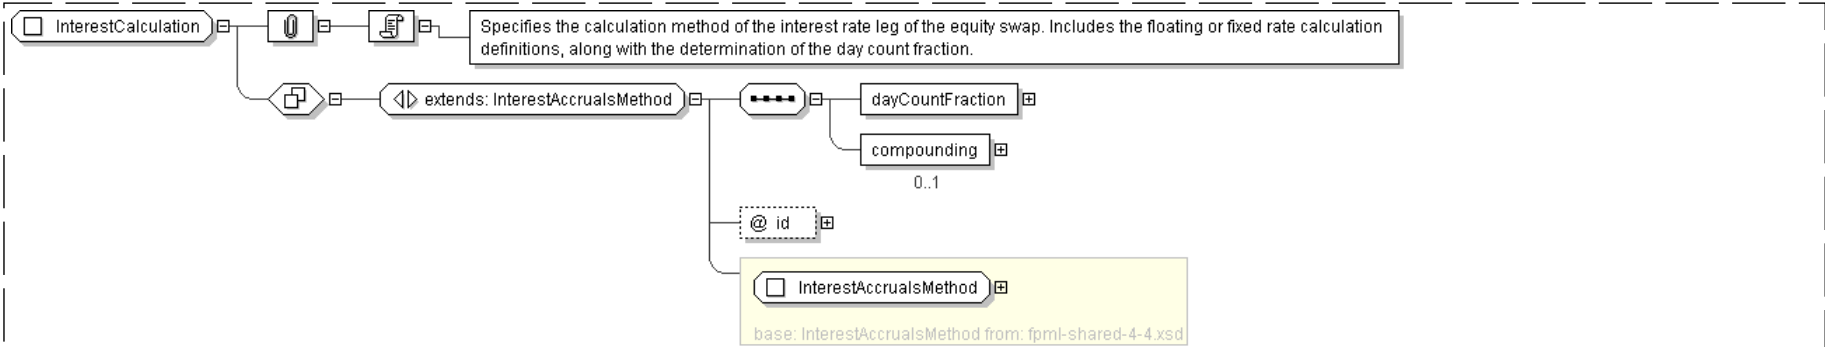 InterestCalculation
Specifies the calculation method of the interest rate leg of the equity swap. Includes the floating or fixed rate calculation
definitions, along with the determination of the day count fraction.
extends: InterestAccrualsMethod
dayCountFraction
compounding
0..1
@ id
InterestAccrualsMethod
base: InterestAccrualsMethod from: fpml-shared-4-4.xsd